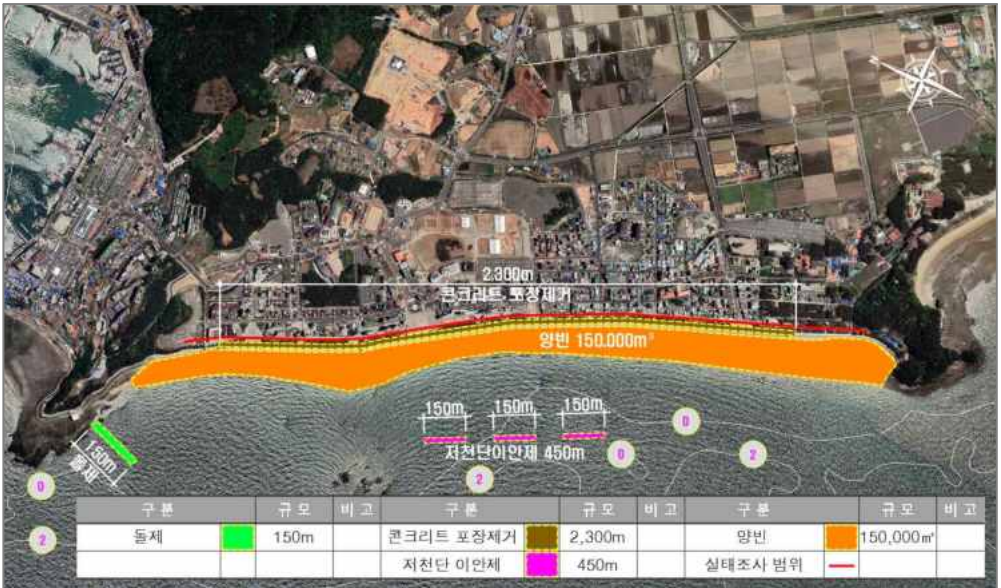 2.300m
콘크리트 포장제거
양빈 150.000m³
150m 150m 150m
저천단이안제 450m
150m
돌제
0
0
2
2
0
2
구분 규모 비고 구분 규모 비고 구분 규모 비고
돌제 150m 콘크리트 포장제거 2,300m 양빈 150,000㎥
저천단 이안제 450m 실태조사 범위